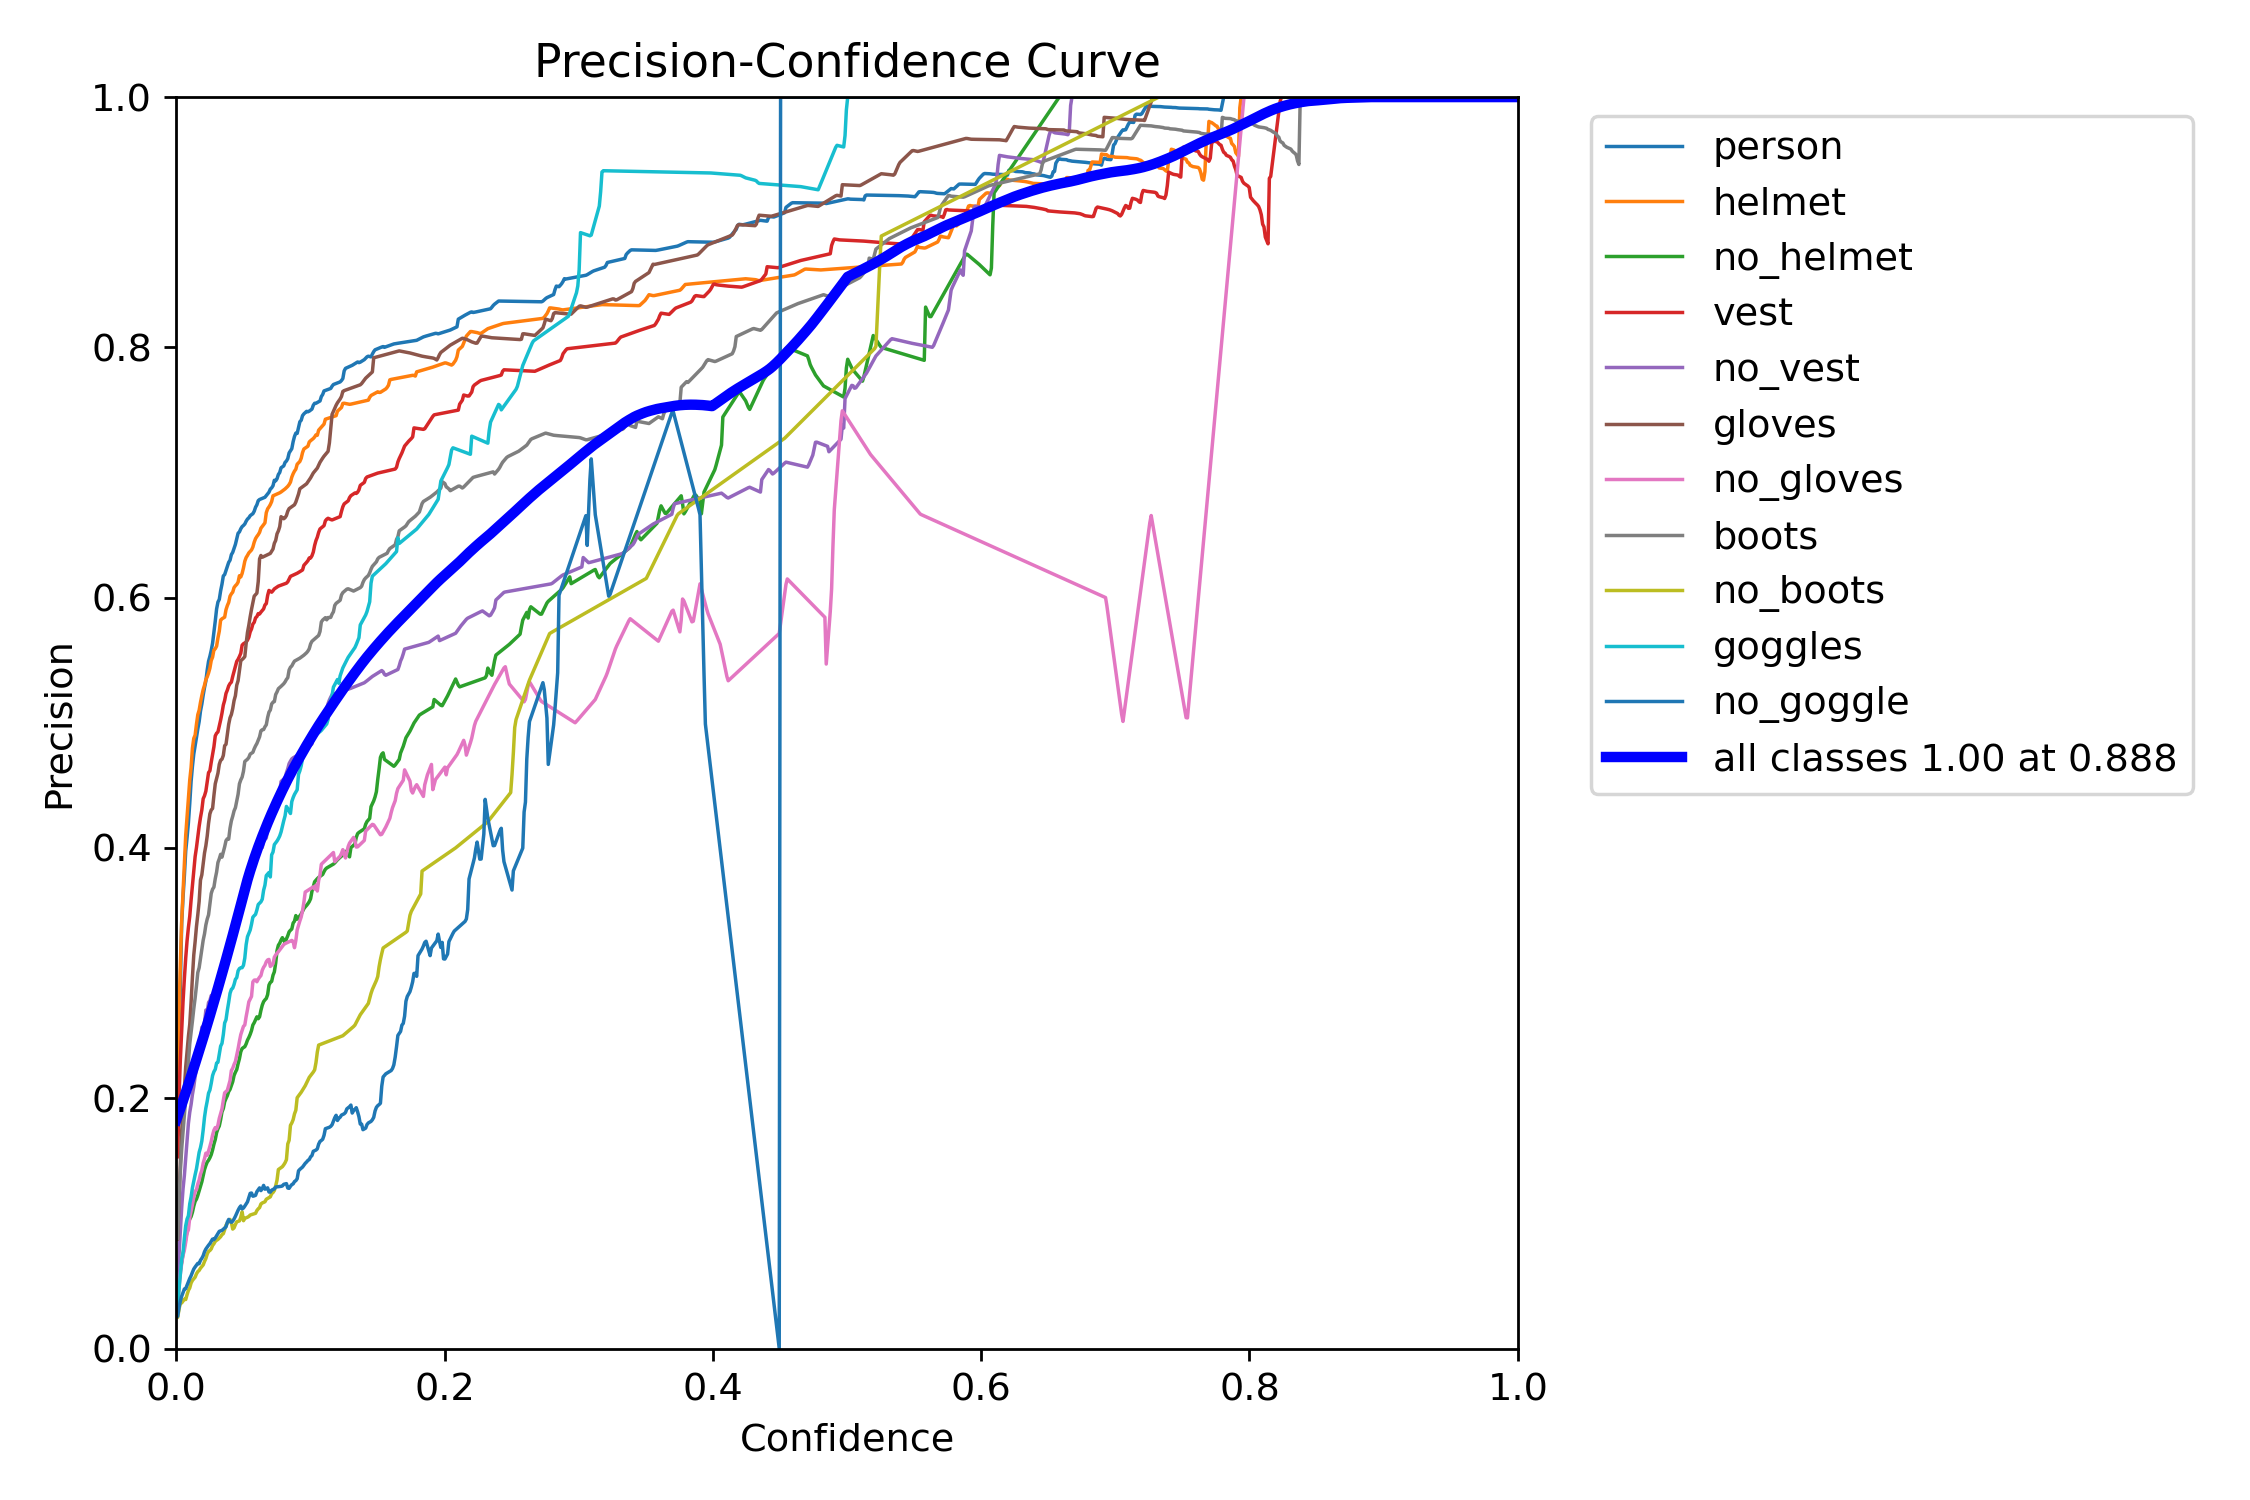 Precision-Confidence Curve
1.0
0.8
0.6
0.4
0.2
0.0
Precision
0.0 0.2 0.4 0.6 0.8 1.0
Confidence
person
helmet
no_helmet
vest
no_vest
gloves
no_gloves
boots
no_boots
goggles
no_goggle
all classes 1.00 at 0.888